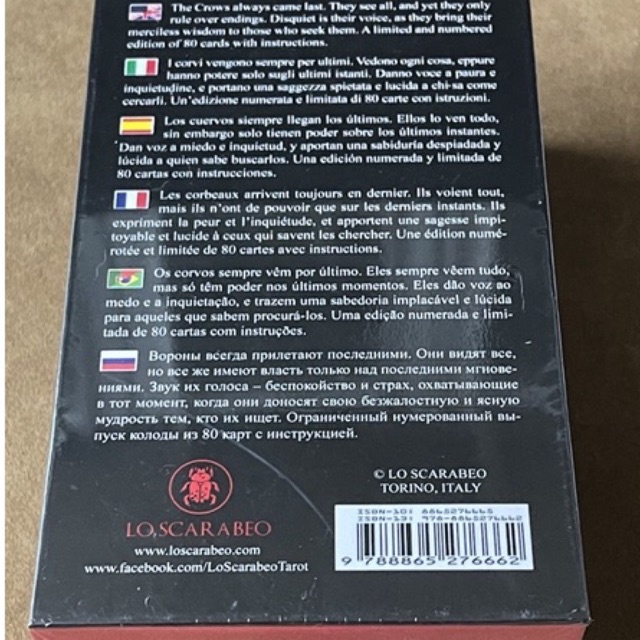 The Crows always came last. They see all, and yet they only
rule over endings. Disquiet is their voice, as they bring their
merciless wisdom to those who seek them. A limited and numbered
edition of 80 cards with instructions.
I corvi vengono sempre per ultimi. Vedono ogni cosa, eppure
hanno potere solo sugli ultimi istanti. Danno voce a paura e
inquietudine, e portano una saggezza spietata e lucida a chi sa come
cercarli. Un'edizione numerata e limitata di 80 carte con istruzioni.
Los cuervos siempre llegan los últimos. Ellos lo ven todo,
sin embargo solo tienen poder sobre los últimos instantes.
Dan voz a miedo e inquietud, y aportan una sabiduría despiadada y
lúcida a quien sabe buscarlos. Una edición numerada y limitada de
80 cartas con instrucciones.
Les corbeaux arrivent toujours en dernier. Ils voient tout,
mais ils n'ont de pouvoir que sur les derniers instants. Ils
expriment la peur et l'inquiétude, et apportent une sagesse impi-
toyable et lucide à ceux qui savent les chercher. Une édition numé-
rotée et limitée de 80 cartes avec instructions.
Os corvos sempre vêm por último. Eles sempre vêem tudo,
mas só têm poder nos últimos momentos. Eles dão voz ao
medo e a inquietação, e trazem uma sabedoria implacável e lúcida
para aqueles que sabem procurá-los. Uma edição numerada e limi-
tada de 80 cartas com instruções.
Вороны всегда прилетают последними. Они видят все,
но все же имеют власть только над последними мгнове-
ниями. Звук их голоса – беспокойство и страх, охватывающие
в тот момент, когда они доносят свою безжалостную и ясную
мудрость тем, кто их ищет. Ограниченный нумерованный вы-
пуск колоды из 80 карт с инструкцией.
LO SCARABEO
www.loscarabeo.com
www.facebook.com/LoScarabeoTarot
© LO SCARABEO
TORINO, ITALY
ISBN-10: 8865276665
ISBN-13: 978-8865276662
9 788865 276662